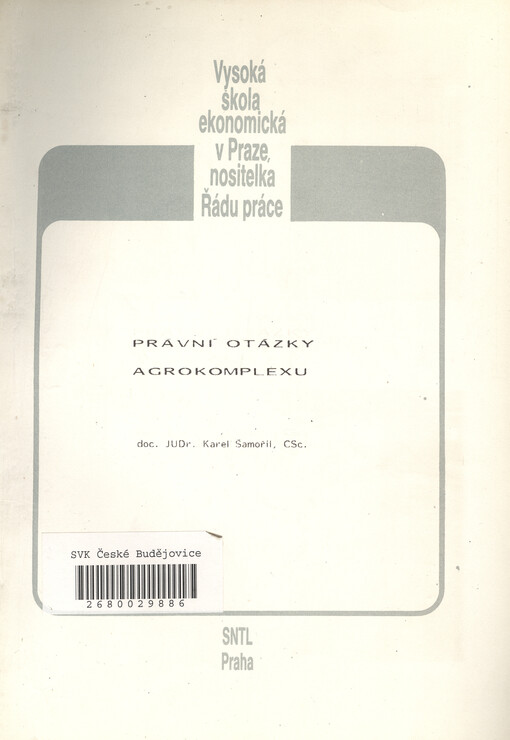 Vysoká
škola
ekonomická
v Praze,
nositelka
Řádu práce
PRÁVNÍ OTÁZKY
AGROKOMPLEXU
doc. JUDr. Karel Šamořil, CSc.
SVK České Budějovice
2680029886
SNTL
Praha